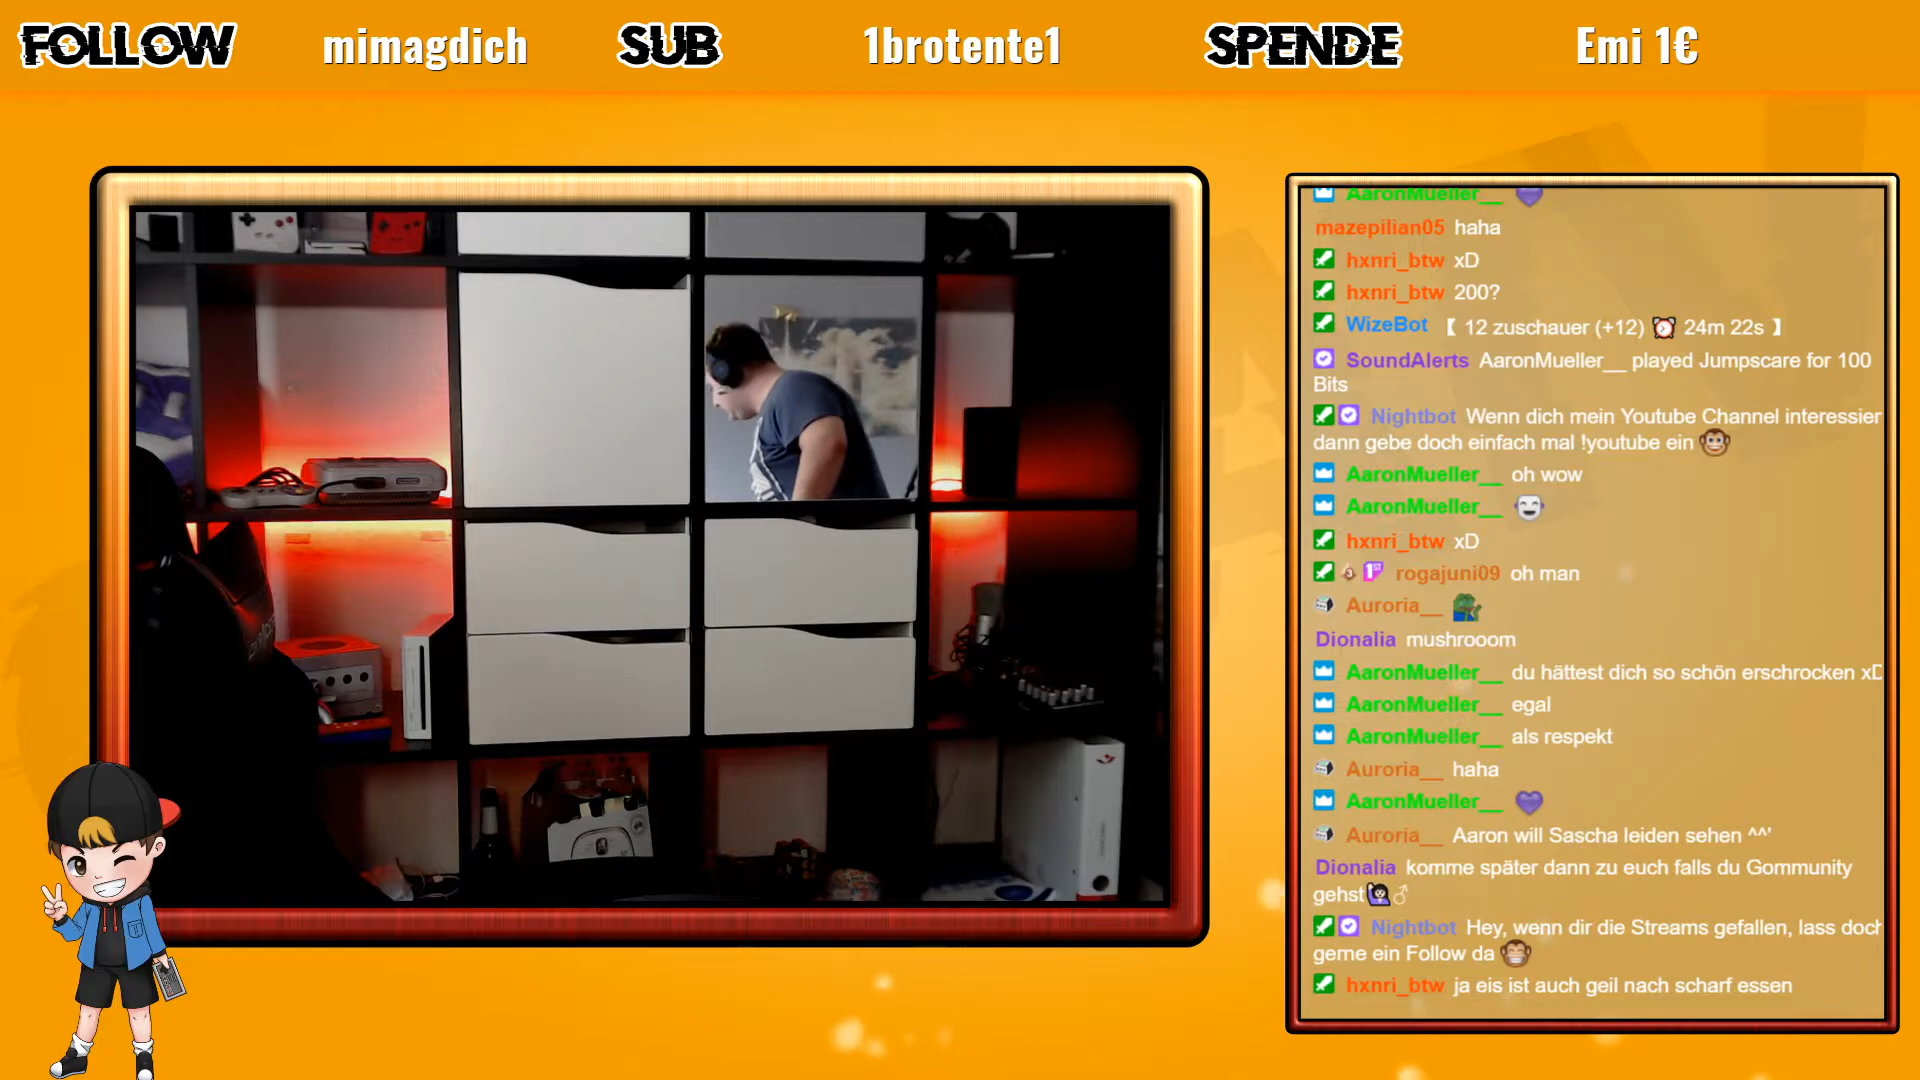 FOLLOW mimagdich SUB 1brotente1 SPENDE Emi 1€
AaronMueller__ 💜
mazepilian05 haha
hxnri_btw xD
hxnri_btw 200?
WizeBot 【 12 zuschauer (+12) ⏰ 24m 22s 】
SoundAlerts AaronMueller__ played Jumpscare for 100
Bits
Nightbot Wenn dich mein Youtube Channel interessier
dann gebe doch einfach mal !youtube ein 🐵
AaronMueller__ oh wow
AaronMueller__
hxnri_btw xD
rogajuni09 oh man
Auroria__
Dionalia mushrooom
AaronMueller__ du hättest dich so schön erschrocken xD
AaronMueller__ egal
AaronMueller__ als respekt
Auroria__ haha
AaronMueller__ 💜
Auroria__ Aaron will Sascha leiden sehen ^^'
Dionalia komme später dann zu euch falls du Gommunity
gehst🙋🏻♂
Nightbot Hey, wenn dir die Streams gefallen, lass doch
gerne ein Follow da 🐵
hxnri_btw ja eis ist auch geil nach scharf essen